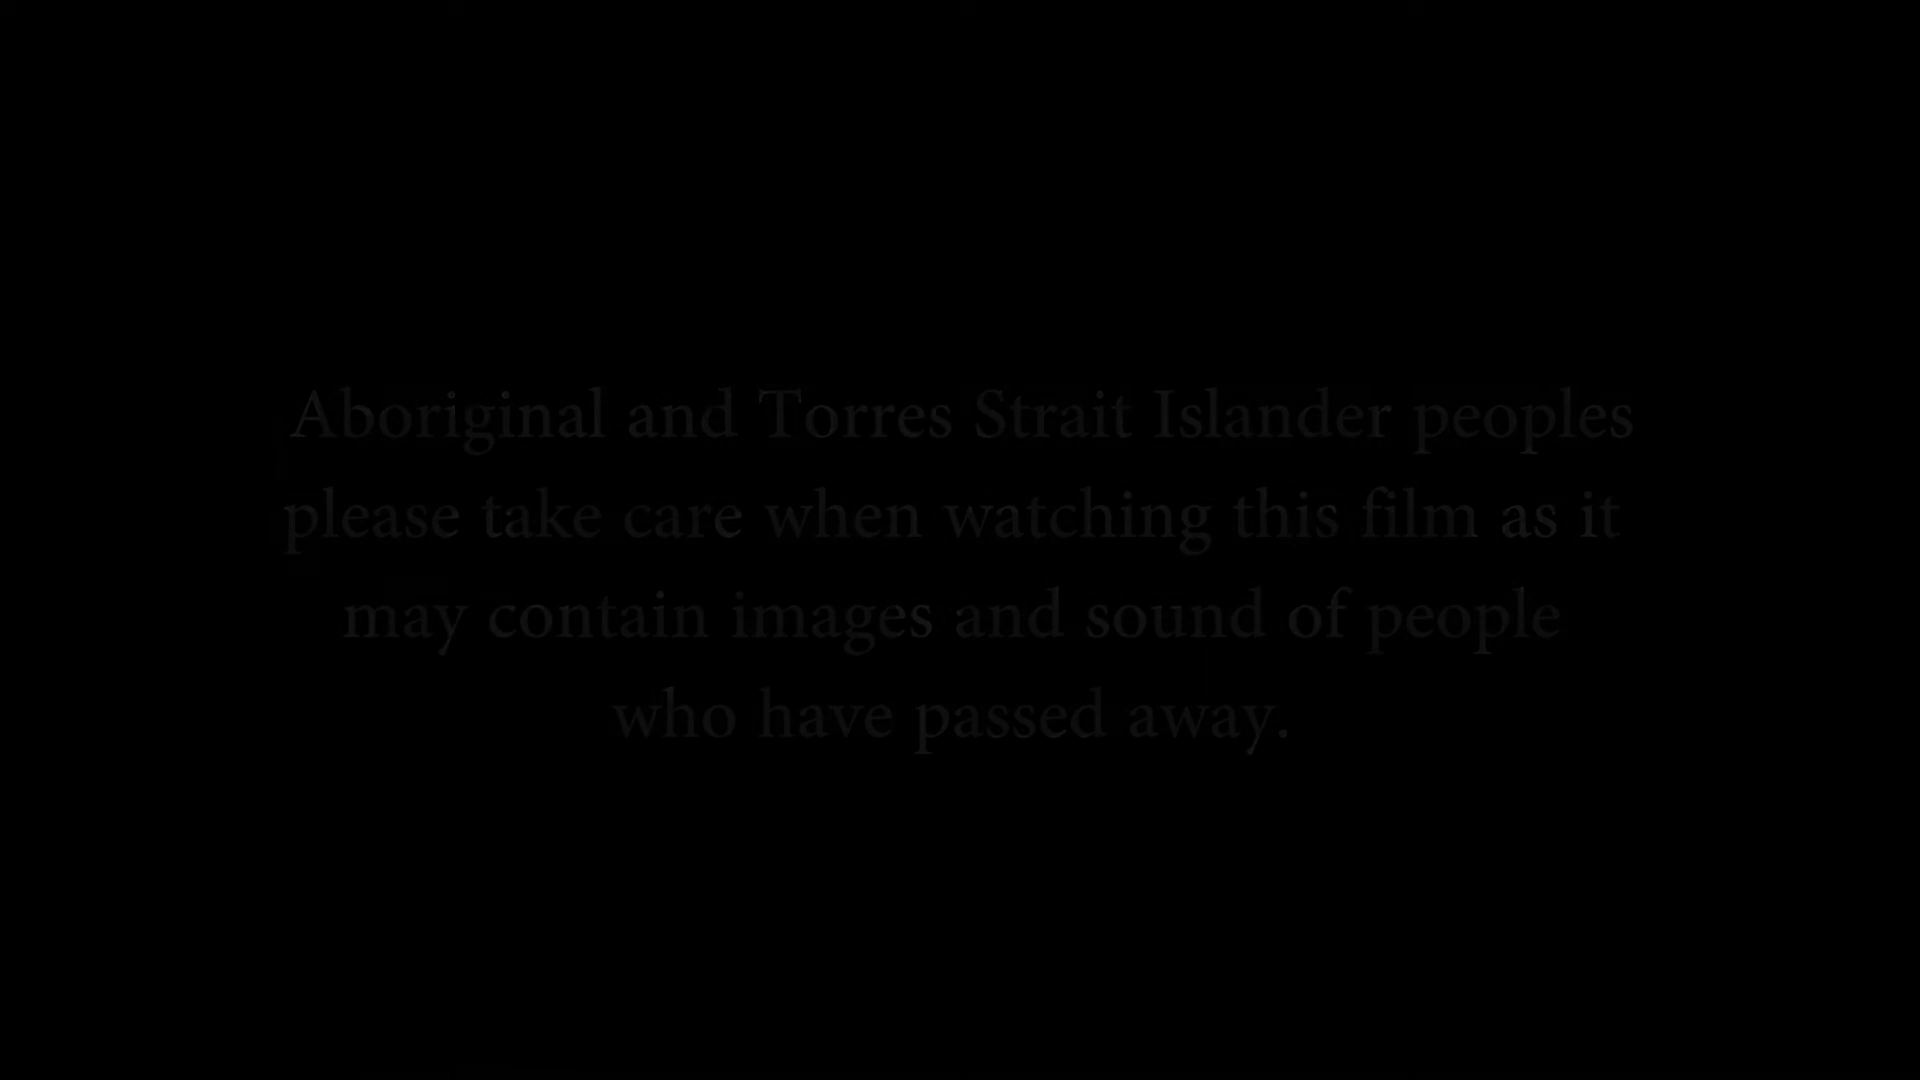 Aboriginal and Torres Strait Islander peoples
please take care when watching this film as it
may contain images and sound of people
who have passed away.